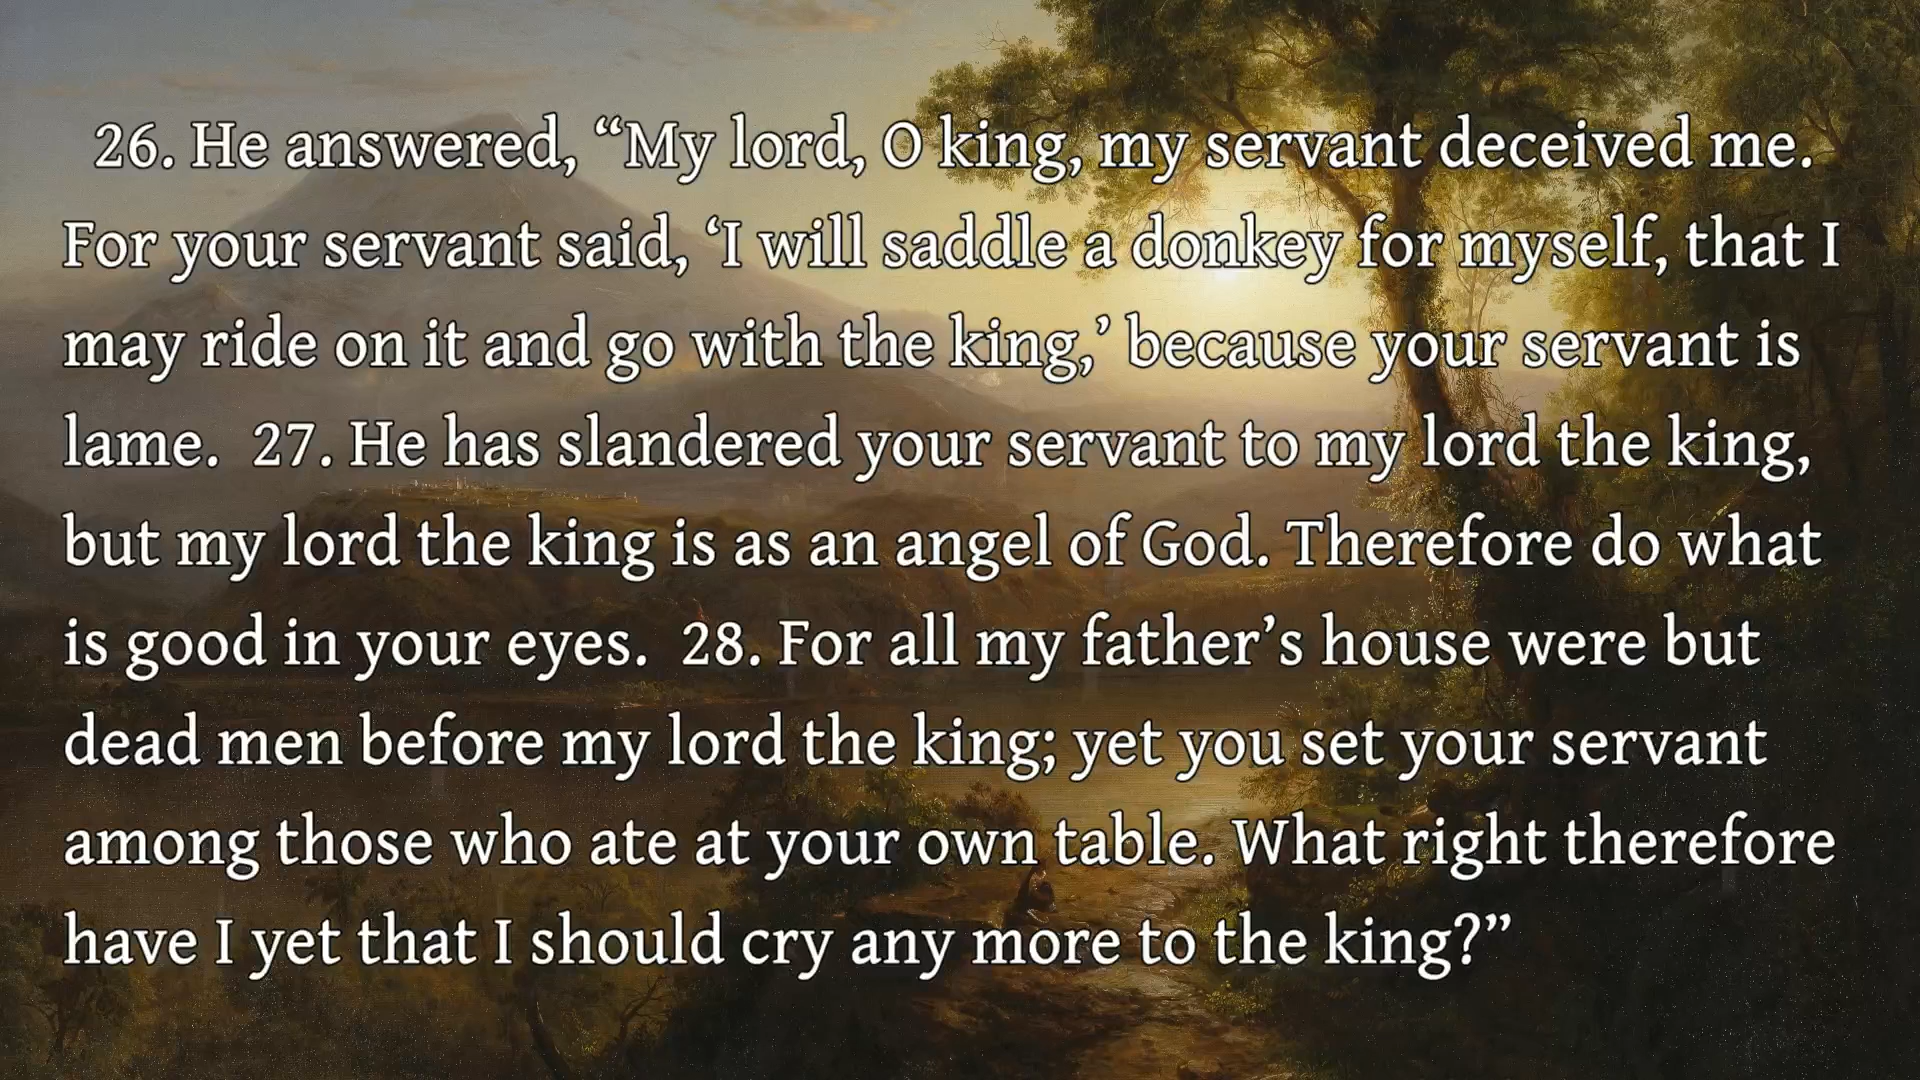 26. He answered, “My lord, O king, my servant deceived me.
For your servant said, ‘I will saddle a donkey for myself, that I
may ride on it and go with the king,’ because your servant is
lame.  27. He has slandered your servant to my lord the king,
but my lord the king is as an angel of God. Therefore do what
is good in your eyes.  28. For all my father’s house were but
dead men before my lord the king; yet you set your servant
among those who ate at your own table. What right therefore
have I yet that I should cry any more to the king?”